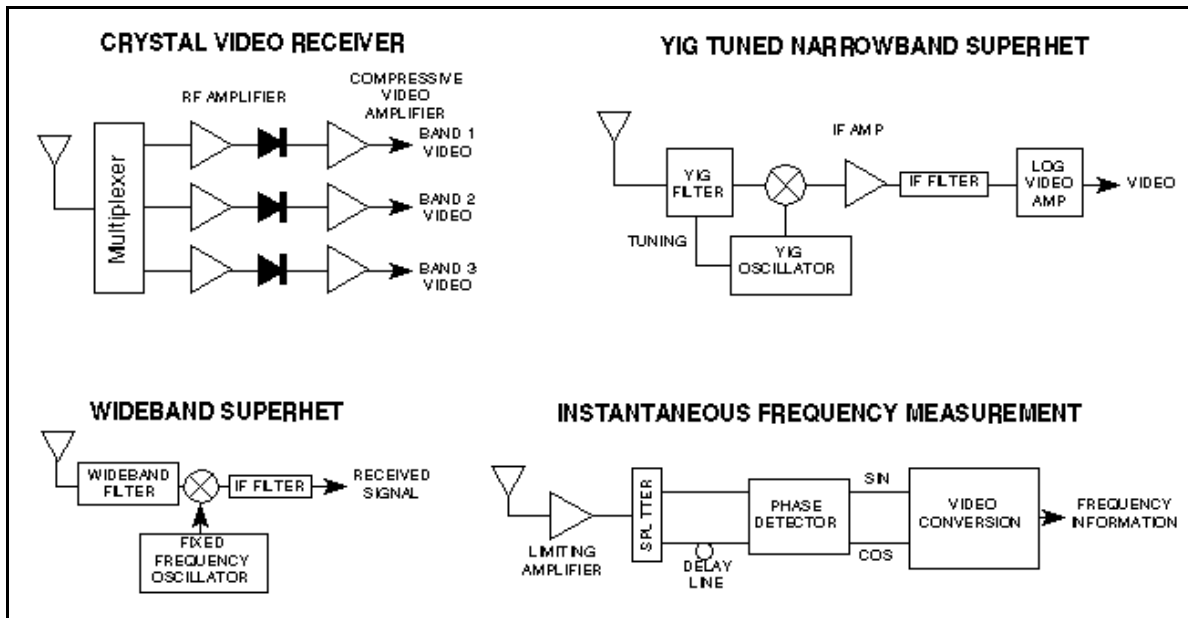 CRYSTAL VIDEO RECEIVER
RF AMPLIFIER
COMPRESSIVE
VIDEO
AMPLIFIER
Multiplexer
BAND 1
VIDEO
BAND 2
VIDEO
BAND 3
VIDEO
YIG TUNED NARROWBAND SUPERHET
IF AMP
YIG
FILTER
IF FILTER
LOG
VIDEO
AMP
VIDEO
TUNING
YIG
OSCILLATOR
WIDEBAND SUPERHET
WIDEBAND
FILTER
IF FILTER
RECEIVED
SIGNAL
FIXED
FREQUENCY
OSCILLATOR
INSTANTANEOUS FREQUENCY MEASUREMENT
LIMITING
AMPLIFIER
SPLITTER
DELAY
LINE
PHASE
DETECTOR
SIN
COS
VIDEO
CONVERSION
FREQUENCY
INFORMATION